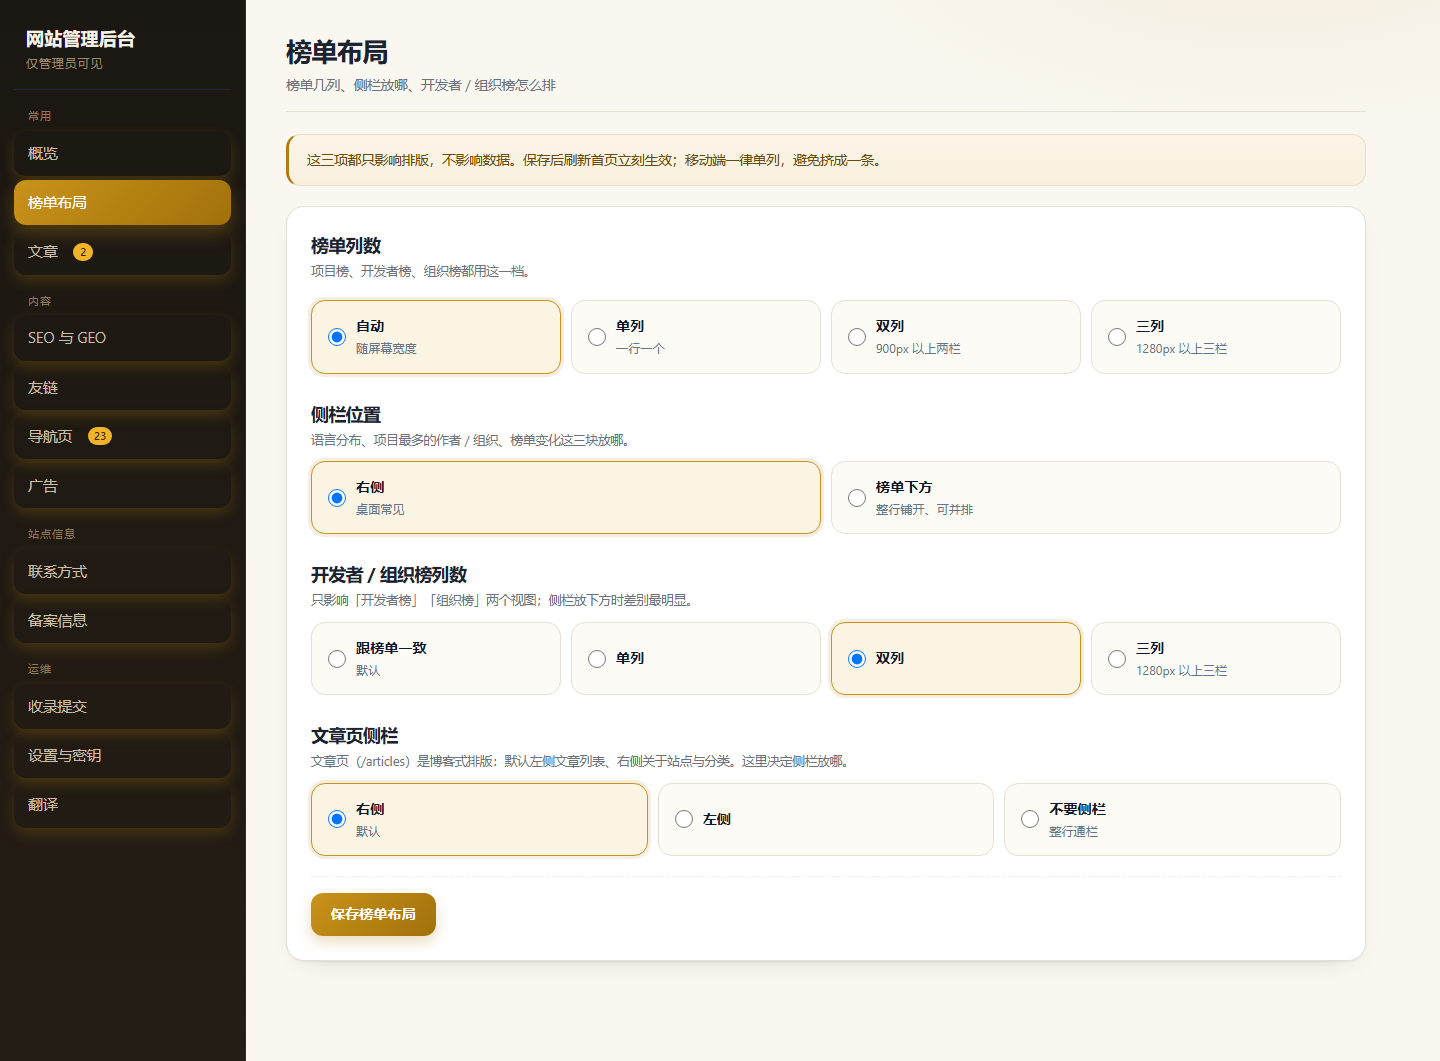 网站管理后台
仅管理员可见
常用
概览
榜单布局
文章 2
内容
SEO 与 GEO
友链
导航页 23
广告
站点信息
联系方式
备案信息
运维
收录提交
设置与密钥
翻译
榜单布局
榜单几列、侧栏放哪、开发者 / 组织榜怎么排
这三项都只影响排版，不影响数据。保存后刷新首页立刻生效；移动端一律单列，避免挤成一条。
榜单列数
项目榜、开发者榜、组织榜都用这一档。
自动
随屏幕宽度
单列
一行一个
双列
900px 以上两栏
三列
1280px 以上三栏
侧栏位置
语言分布、项目最多的作者 / 组织、榜单变化这三块放哪。
右侧
桌面常见
榜单下方
整行铺开、可并排
开发者 / 组织榜列数
只影响「开发者榜」「组织榜」两个视图；侧栏放下方时差别最明显。
跟榜单一致
默认
单列
双列
三列
1280px 以上三栏
文章页侧栏
文章页（/articles）是博客式排版：默认左侧文章列表、右侧关于站点与分类。这里决定侧栏放哪。
右侧
默认
左侧
不要侧栏
整行通栏
保存榜单布局